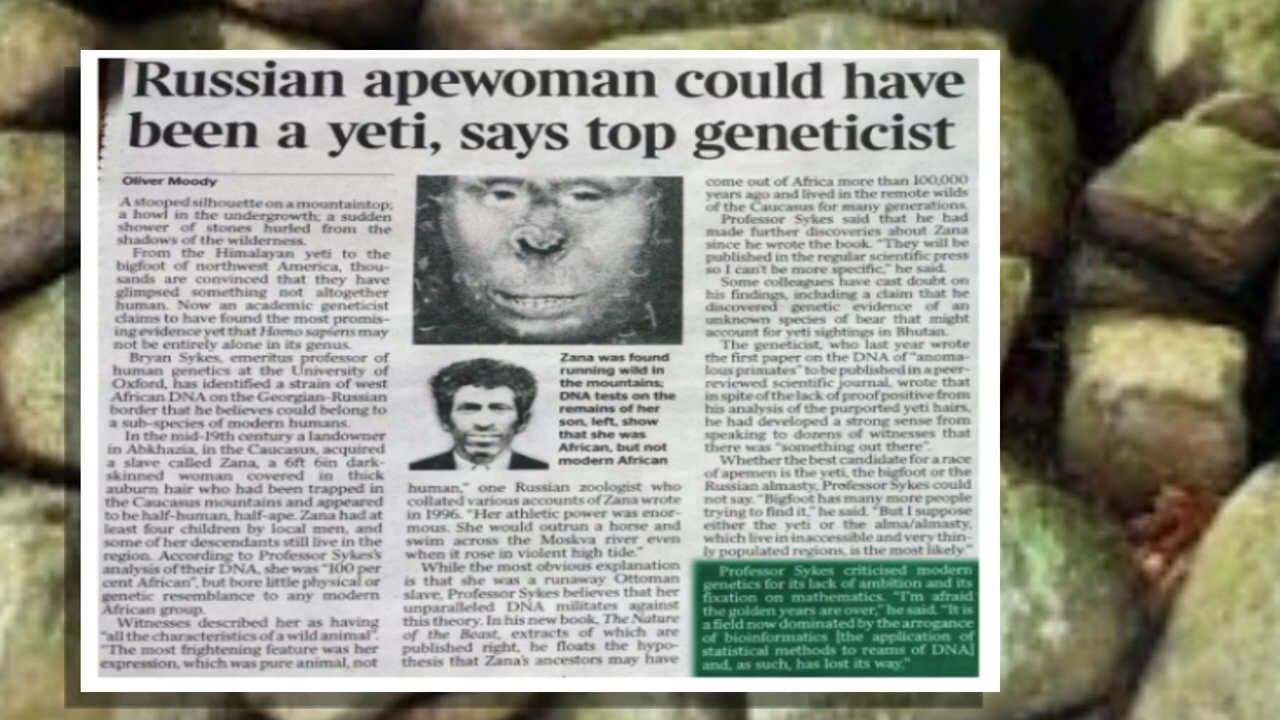 Russian apewoman could have
been a yeti, says top geneticist
Oliver Moody
A stooped silhouette on a mountaintop;
a howl in the undergrowth; a sudden
shower of stones hurled from the
shadows of the wilderness.
From the Himalayan yeti to the
bigfoot of northwest America, thou-
sands are convinced that they have
glimpsed something not altogether
human. Now an academic geneticist
claims to have found the most promis-
ing evidence yet that Homo sapiens may
not be entirely alone in its genus.
Bryan Sykes, emeritus professor of
human genetics at the University of
Oxford, has identified a strain of west
African DNA on the Georgian-Russian
border that he believes could belong to
a sub-species of modern humans.
In the mid-19th century a landowner
in Abkhazia, in the Caucasus, acquired
a slave called Zana, a 6ft 6in dark-
skinned woman covered in thick
auburn hair who had been trapped in
the Caucasus mountains and appeared
to be half-human, half-ape. Zana had at
least four children by local men, and
some of her descendants still live in the
region. According to Professor Sykes's
analysis of their DNA, she was "100 per
cent African", but bore little physical or
genetic resemblance to any modern
African group.
Witnesses described her as having
"all the characteristics of a wild animal".
"The most frightening feature was her
expression, which was pure animal, not
Zana was found
running wild in
the mountains;
DNA tests on the
remains of her
son, left, show
that she was
African, but not
modern African
human," one Russian zoologist who
collated various accounts of Zana wrote
in 1996. "Her athletic power was enor-
mous. She would outrun a horse and
swim across the Moskva river even
when it rose in violent high tide."
While the most obvious explanation
is that she was a runaway Ottoman
slave, Professor Sykes believes that her
unparalleled DNA militates against
this theory. In his new book, The Nature
of the Beast, extracts of which are
published right, he floats the hypo-
thesis that Zana's ancestors may have
come out of Africa more than 100,000
years ago and lived in the remote wilds
of the Caucasus for many generations.
Professor Sykes said that he had
made further discoveries about Zana
since he wrote the book. "They will be
published in the regular scientific press
so I can't be more specific," he said.
Some colleagues have cast doubt on
his findings, including a claim that he
discovered genetic evidence of an
unknown species of bear that might
account for yeti sightings in Bhutan.
The geneticist, who last year wrote
the first paper on the DNA of "anoma-
lous primates" to be published in a peer-
reviewed scientific journal, wrote that
in spite of the lack of proof positive from
his analysis of the purported yeti hairs,
he had developed a strong sense from
speaking to dozens of witnesses that
there was "something out there".
Whether the best candidate for a race
of apemen is the yeti, the bigfoot or the
Russian almasty, Professor Sykes could
not say. "Bigfoot has many more people
trying to find it," he said. "But I suppose
either the yeti or the alma/almasty,
which live in inaccessible and very thin-
ly populated regions, is the most likely."
Professor Sykes criticised modern
genetics for its lack of ambition and its
fixation on mathematics. "I'm afraid
the golden years are over," he said. "It is
a field now dominated by the arrogance
of bioinformatics [the application of
statistical methods to reams of DNA]
and, as such, has lost its way."